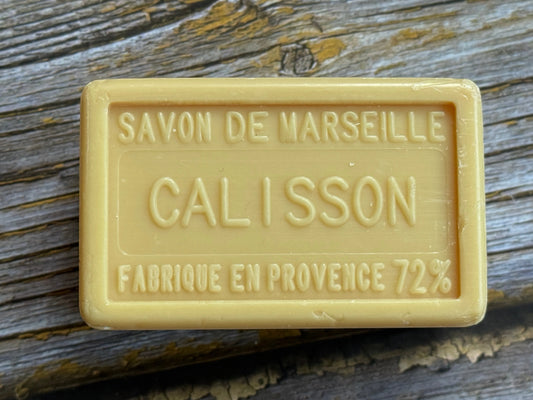 SAVON DE MARSEILLE
CALISSON
FABRIQUE EN PROVENCE 72%